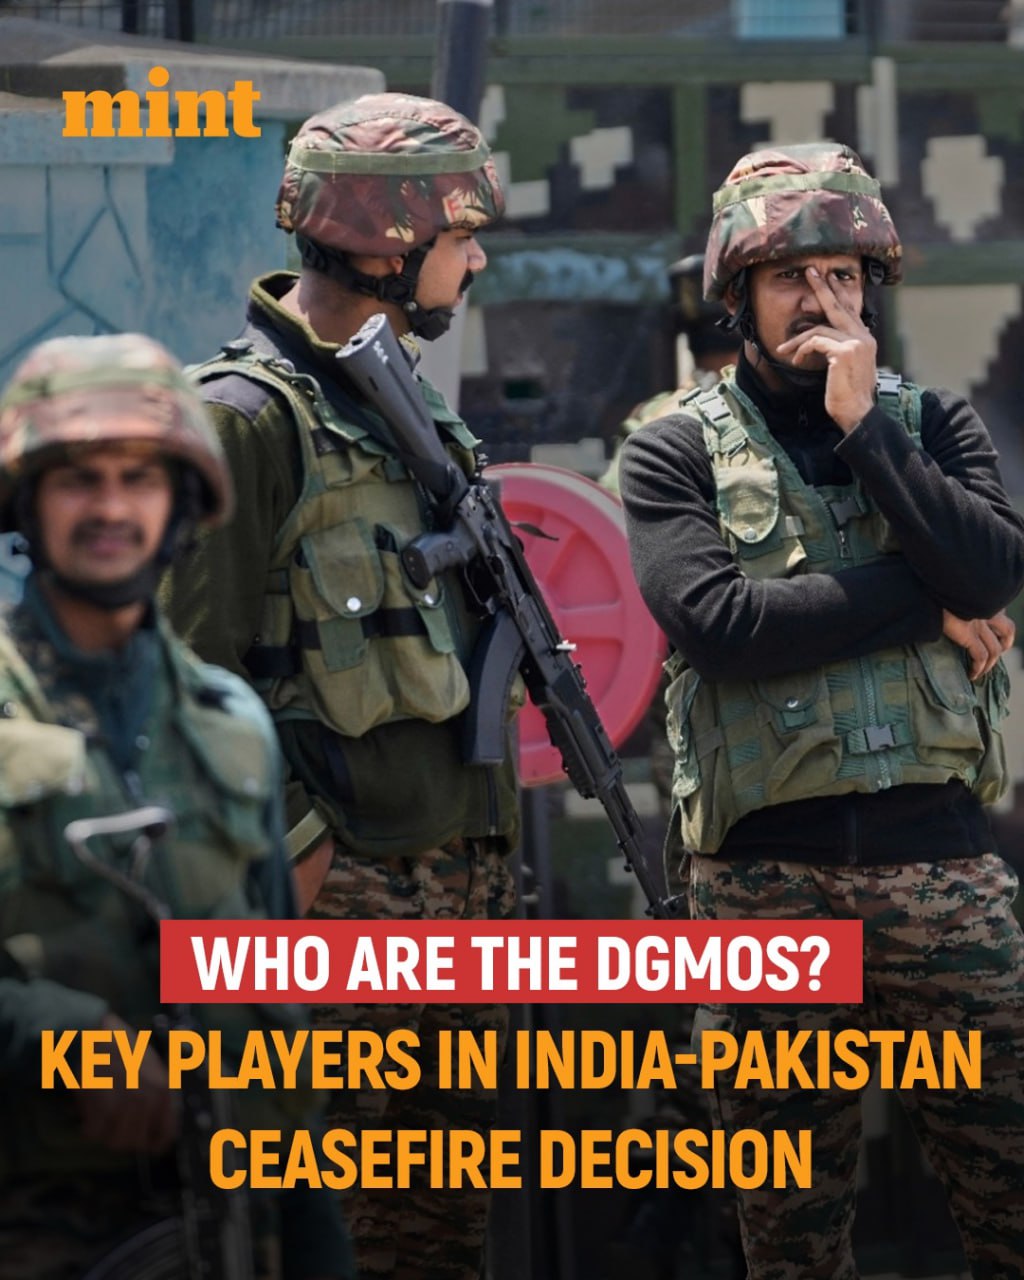 mint
WHO ARE THE DGMOS?
KEY PLAYERS IN INDIA-PAKISTAN
CEASEFIRE DECISION